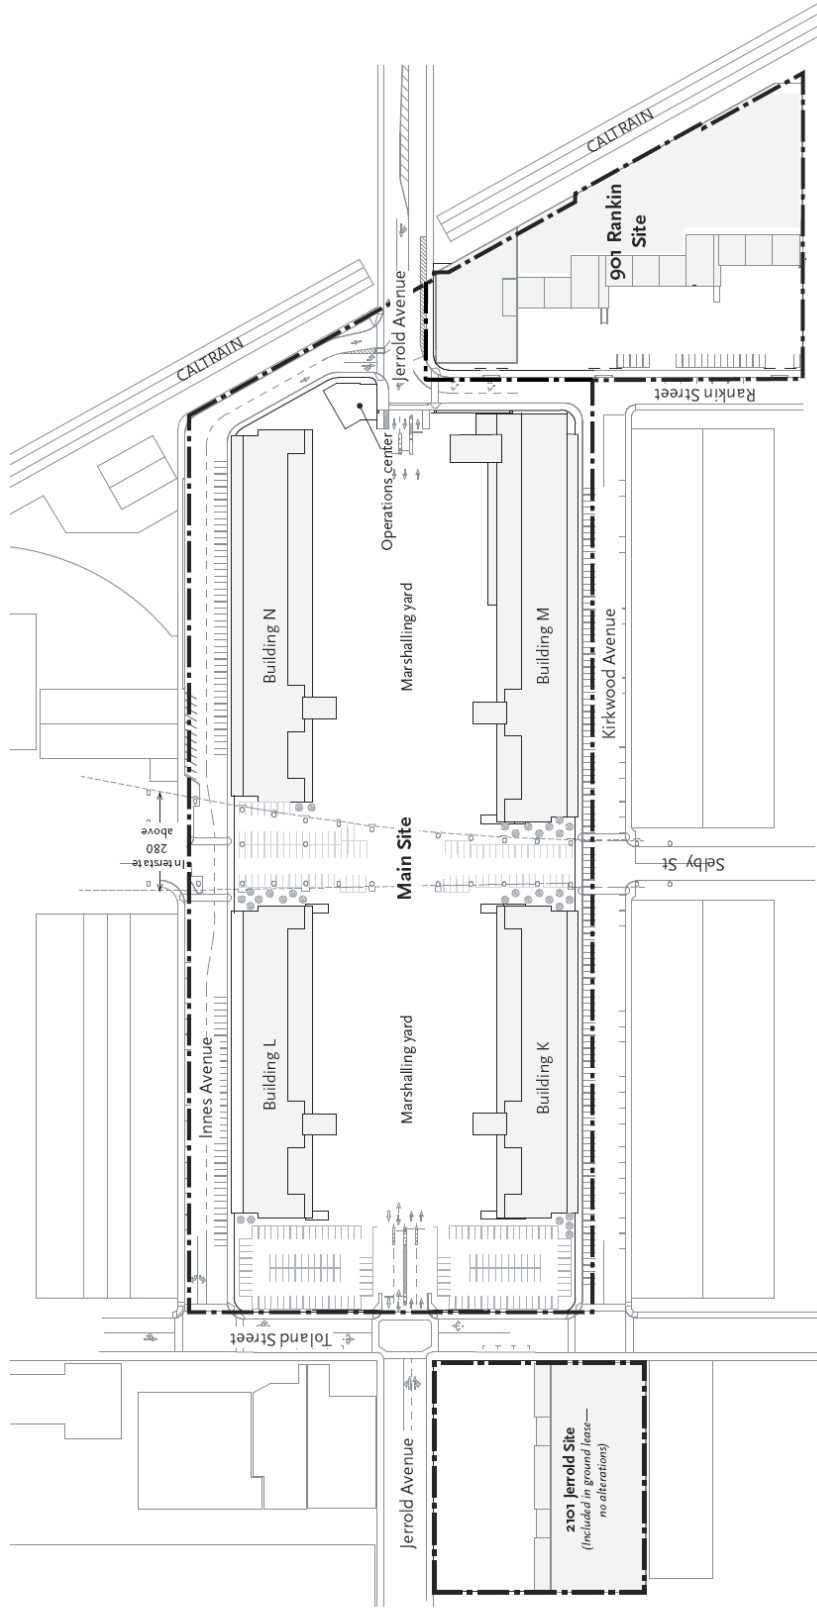 CALTRAIN
901 Rankin
Site
Jerrold Avenue
CALTRAIN
Rankin Street
Operations center
Building N
Marshalling yard
Building M
Kirkwood Avenue
Interstate
280
above
Main Site
Selby St
Innes Avenue
Building L
Marshalling yard
Building K
Toland Street
Jerrold Avenue
2101 Jerrold Site
(Included in ground lease—
no alterations)